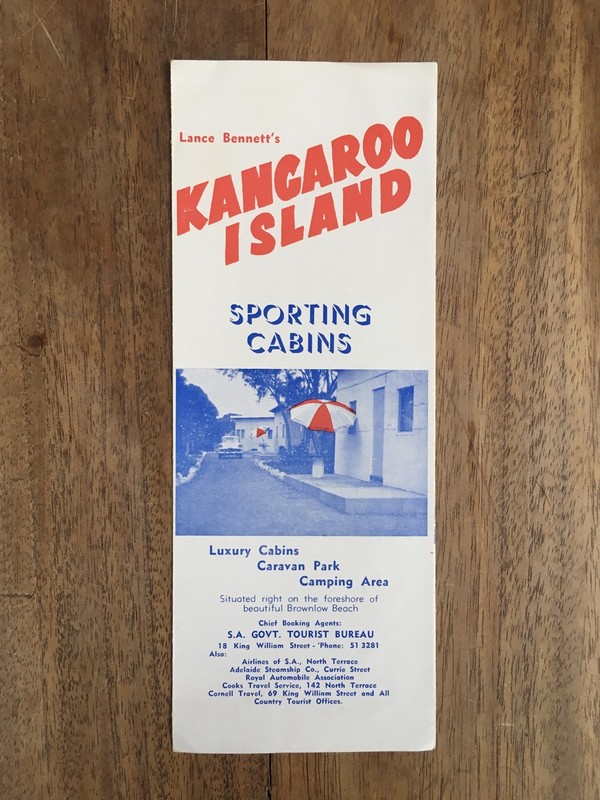 Lance Bennett's
KANGAROO
ISLAND
SPORTING
CABINS
Luxury Cabins
Caravan Park
Camping Area
Situated right on the foreshore of
beautiful Brownlow Beach
Chief Booking Agents:
S.A. GOVT. TOURIST BUREAU
18 King William Street - 'Phone: 51 3281
Also:
Airlines of S.A., North Terrace
Adelaide Steamship Co., Currie Street
Royal Automobile Association
Cooks Travel Service, 142 North Terrace
Cornell Travel, 69 King William Street and All
Country Tourist Offices.